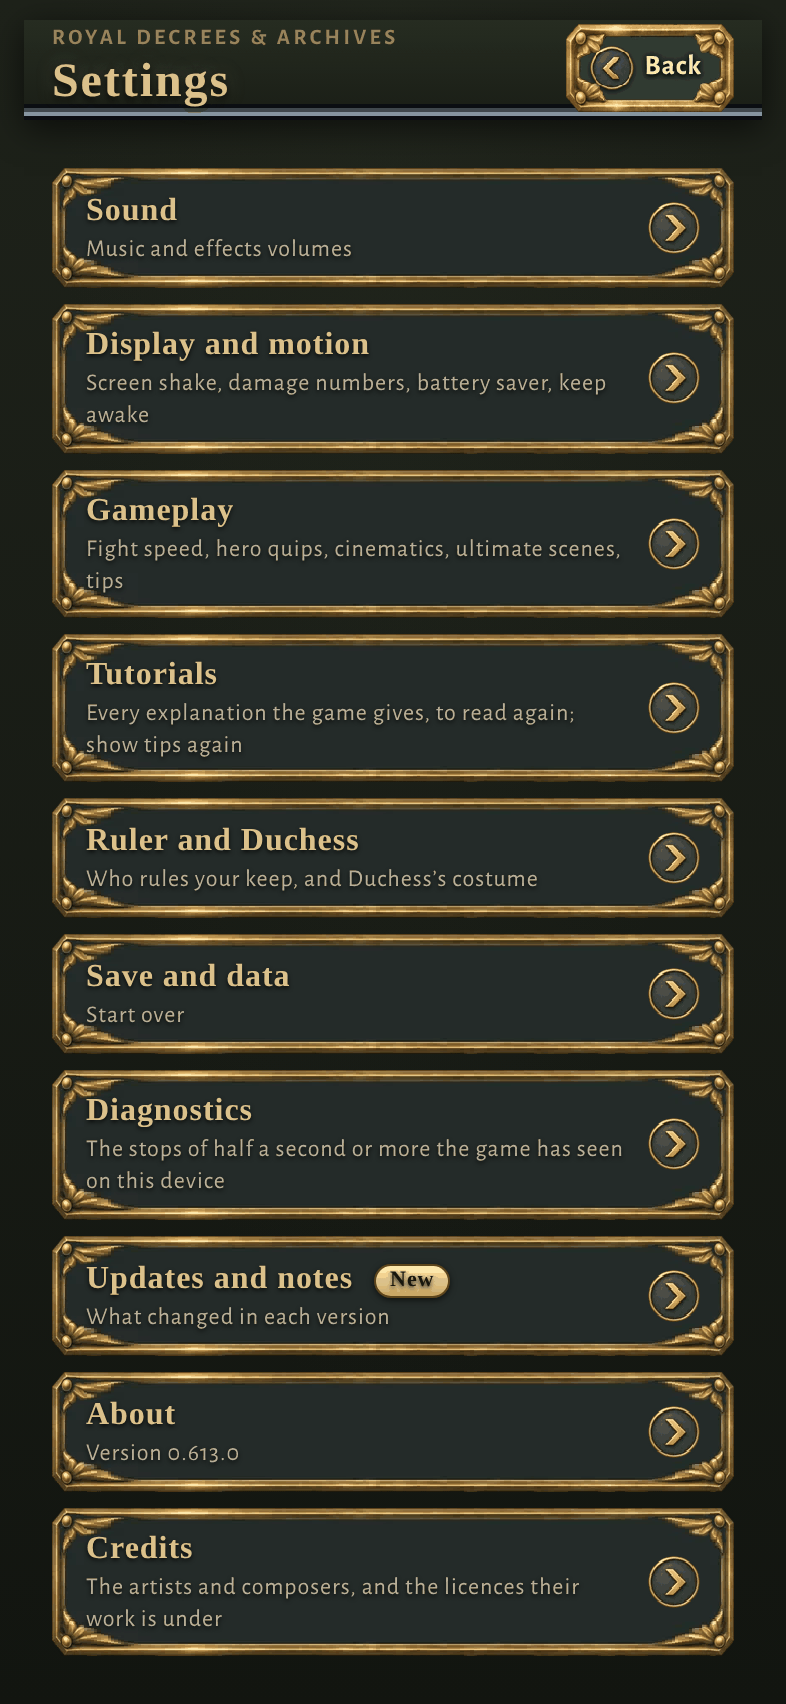 ROYAL DECREES & ARCHIVES
Settings
Back
Sound
Music and effects volumes
Display and motion
Screen shake, damage numbers, battery saver, keep
awake
Gameplay
Fight speed, hero quips, cinematics, ultimate scenes,
tips
Tutorials
Every explanation the game gives, to read again;
show tips again
Ruler and Duchess
Who rules your keep, and Duchess’s costume
Save and data
Start over
Diagnostics
The stops of half a second or more the game has seen
on this device
Updates and notes New
What changed in each version
About
Version 0.613.0
Credits
The artists and composers, and the licences their
work is under